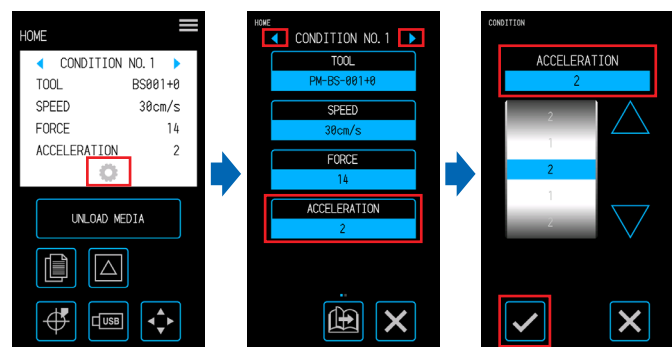 HOME
CONDITION NO. 1
TOOL BS001+0
SPEED 30cm/s
FORCE 14
ACCELERATION 2
UNLOAD MEDIA
USB
HOME
CONDITION NO. 1
TOOL
PM-BS-001+0
SPEED
30cm/s
FORCE
14
ACCELERATION
2
CONDITION
ACCELERATION
2
2
1
2
1
2